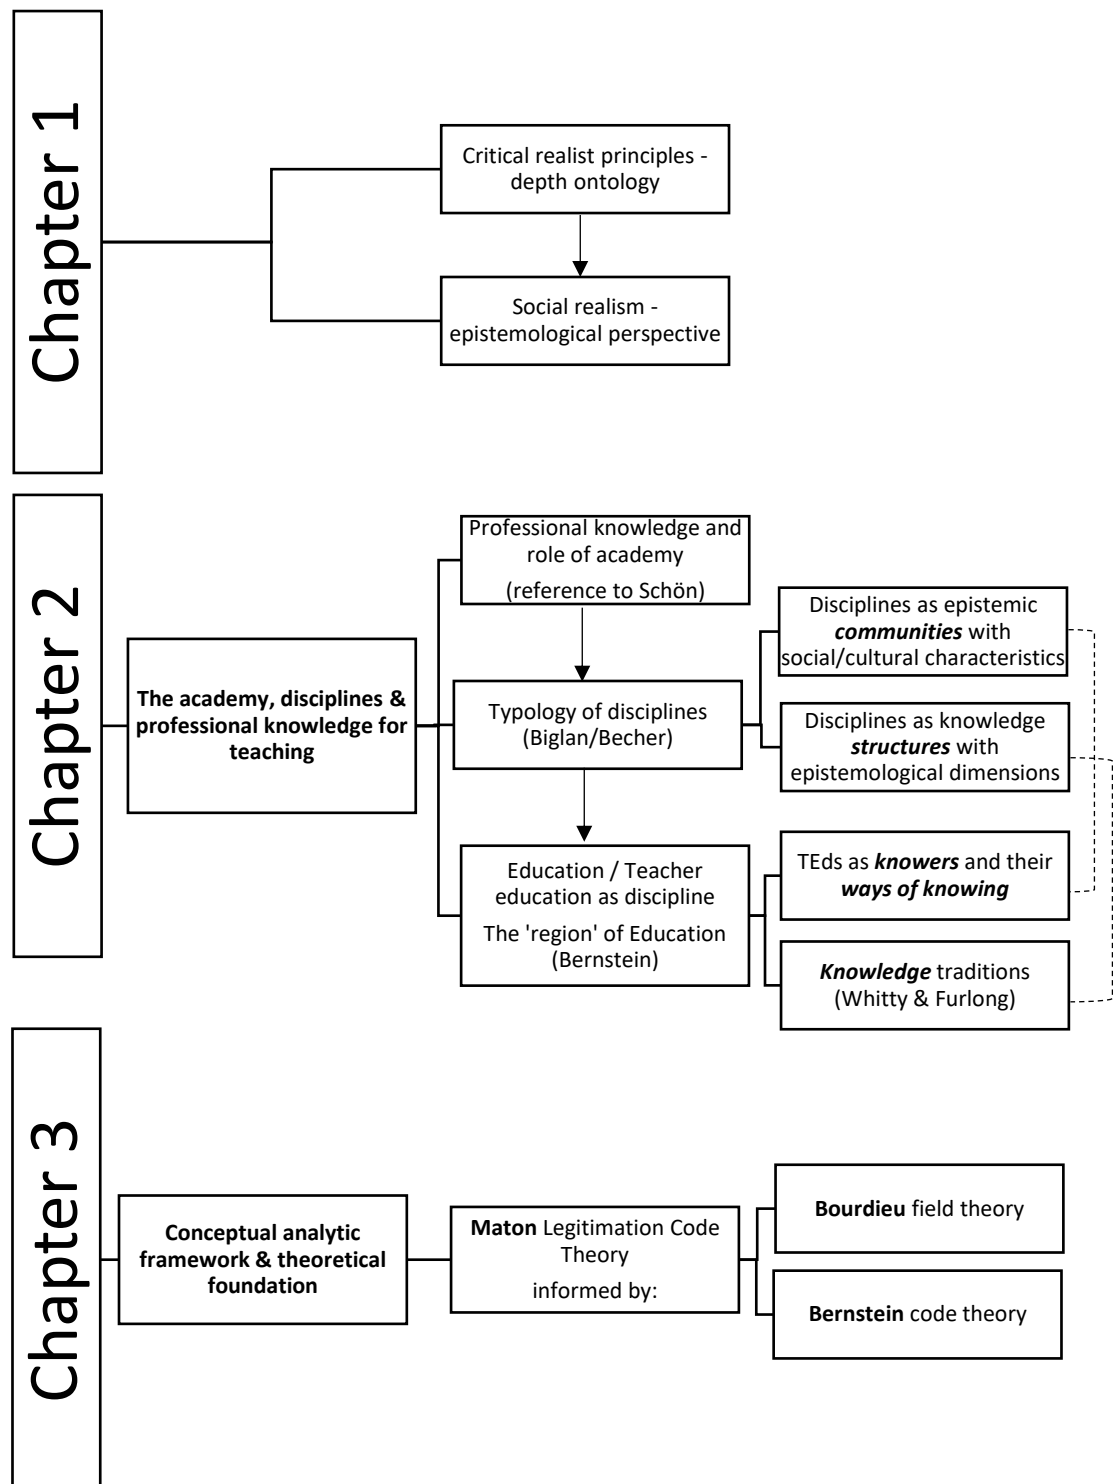 Chapter 1
Critical realist principles -
depth ontology
Social realism -
epistemological perspective
Chapter 2
The academy, disciplines &
professional knowledge for
teaching
Professional knowledge and
role of academy
(reference to Schön)
Typology of disciplines
(Biglan/Becher)
Disciplines as epistemic
communities with
social/cultural characteristics
Disciplines as knowledge
structures with
epistemological dimensions
Education / Teacher
education as discipline
The 'region' of Education
(Bernstein)
TEds as knowers and their
ways of knowing
Knowledge traditions
(Whitty & Furlong)
Chapter 3
Conceptual analytic
framework & theoretical
foundation
Maton Legitimation Code
Theory
informed by:
Bourdieu field theory
Bernstein code theory